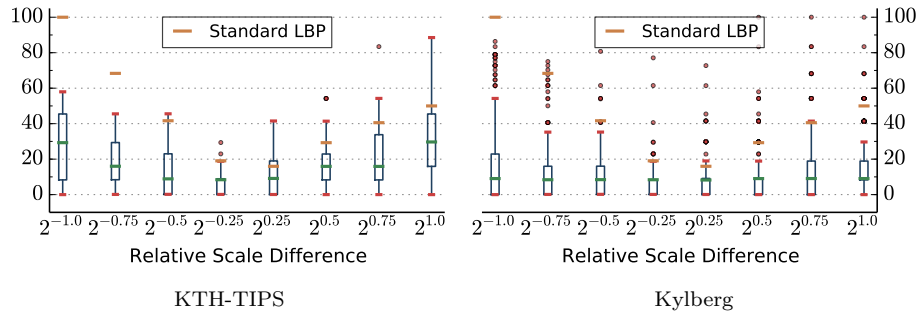 100 Standard LBP Standard LBP 100
80 80
60 60
40 40
20 20
0 0
2^-1.0 2^-0.75 2^-0.5 2^-0.25 2^0.25 2^0.5 2^0.75 2^1.0 2^-1.0 2^-0.75 2^-0.5 2^-0.25 2^0.25 2^0.5 2^0.75 2^1.0
Relative Scale Difference Relative Scale Difference
KTH-TIPS Kylberg